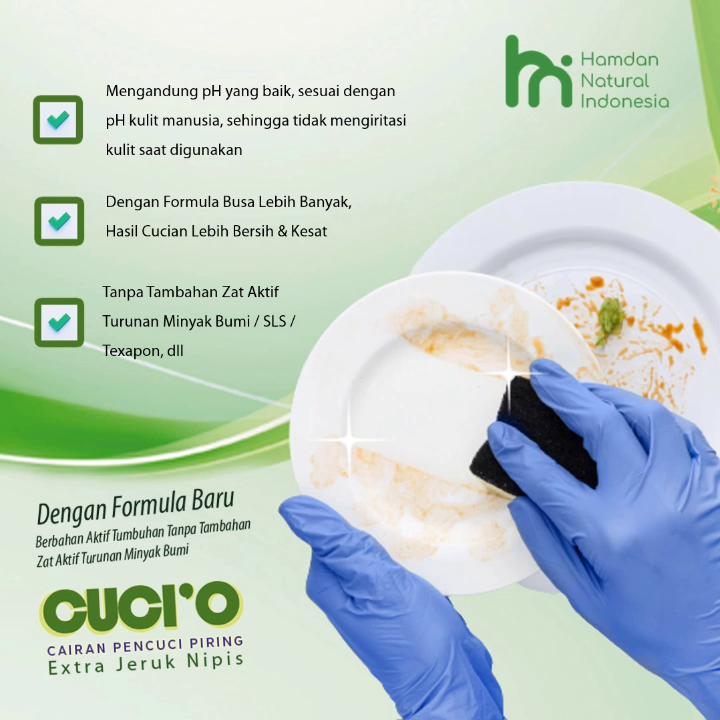 Hamdan
Natural
Indonesia
Mengandung pH yang baik, sesuai dengan
pH kulit manusia, sehingga tidak mengiritasi
kulit saat digunakan
Dengan Formula Busa Lebih Banyak,
Hasil Cucian Lebih Bersih & Kesat
Tanpa Tambahan Zat Aktif
Turunan Minyak Bumi / SLS /
Texapon, dll
Dengan Formula Baru
Berbahan Aktif Tumbuhan Tanpa Tambahan
Zat Aktif Turunan Minyak Bumi
CUCI'O
CAIRAN PENCUCI PIRING
Extra Jeruk Nipis